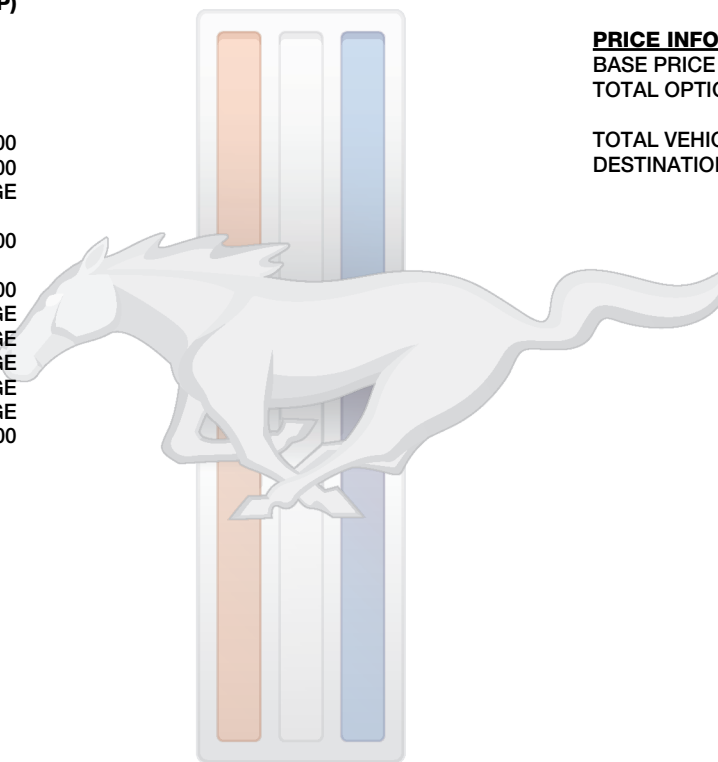 P)
00
00
GE
00
00
GE
GE
GE
GE
GE
00
PRICE INFO
BASE PRICE
TOTAL OPTIO
TOTAL VEHIC
DESTINATION